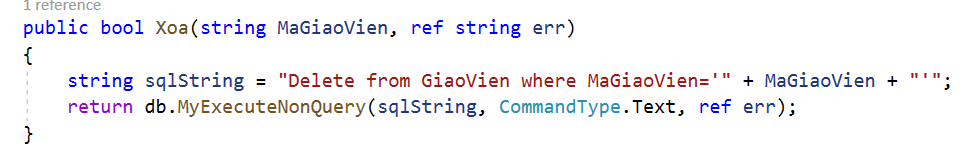 1 reference
public bool Xoa(string MaGiaoVien, ref string err)
{
string sqlString = "Delete from GiaoVien where MaGiaoVien='" + MaGiaoVien + "'";
return db.MyExecuteNonQuery(sqlString, CommandType.Text, ref err);
}